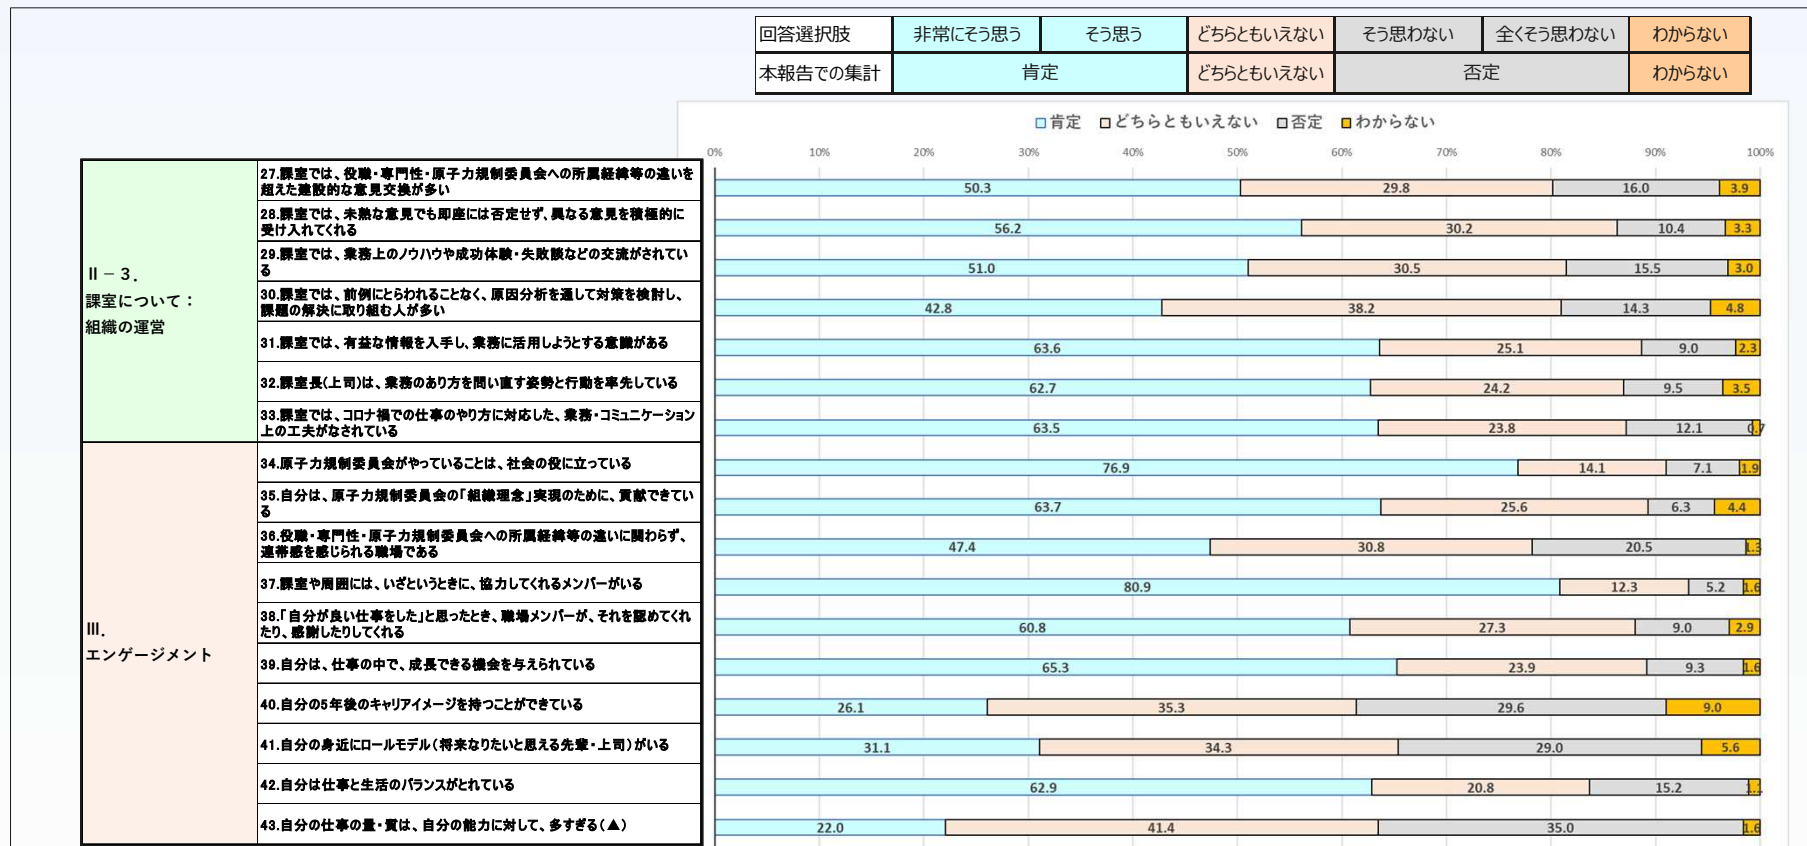 回答選択肢 非常にそう思う そう思う どちらともいえない そう思わない 全くそう思わない わからない
本報告での集計 肯定 どちらともいえない 否定 わからない
肯定 どちらともいえない 否定 わからない
0% 10% 20% 30% 40% 50% 60% 70% 80% 90% 100%
Ⅱ－３．
課室について：
組織の運営
27.課室では、役職・専門性・原子力規制委員会への所属経緯等の違いを
超えた建設的な意見交換が多い
50.3 29.8 16.0 3.9
28.課室では、未熟な意見でも即座には否定せず、異なる意見を積極的に
受け入れてくれる
56.2 30.2 10.4 3.3
29.課室では、業務上のノウハウや成功体験・失敗談などの交流がされてい
る
51.0 30.5 15.5 3.0
30.課室では、前例にとらわれることなく、原因分析を通して対策を検討し、
課題の解決に取り組む人が多い
42.8 38.2 14.3 4.8
31.課室では、有益な情報を入手し、業務に活用しようとする意識がある
63.6 25.1 9.0 2.3
32.課室長（上司）は、業務のあり方を問い直す姿勢と行動を率先している
62.7 24.2 9.5 3.5
33.課室では、コロナ禍での仕事のやり方に対応した、業務・コミュニケーション
上の工夫がなされている
63.5 23.8 12.1 0.7
Ⅲ．
エンゲージメント
34.原子力規制委員会がやっていることは、社会の役に立っている
76.9 14.1 7.1 1.9
35.自分は、原子力規制委員会の「組織理念」実現のために、貢献できてい
る
63.7 25.6 6.3 4.4
36.役職・専門性・原子力規制委員会への所属経緯等の違いに関わらず、
連帯感を感じられる職場である
47.4 30.8 20.5 1.3
37.課室や周囲には、いざというときに、協力してくれるメンバーがいる
80.9 12.3 5.2 1.6
38.「自分が良い仕事をした」と思ったとき、職場メンバーが、それを認めてくれ
たり、感謝したりしてくれる
60.8 27.3 9.0 2.9
39.自分は、仕事の中で、成長できる機会を与えられている
65.3 23.9 9.3 1.6
40.自分の5年後のキャリアイメージを持つことができている
26.1 35.3 29.6 9.0
41.自分の身近にロールモデル（将来なりたいと思える先輩・上司）がいる
31.1 34.3 29.0 5.6
42.自分は仕事と生活のバランスがとれている
62.9 20.8 15.2 1.1
43.自分の仕事の量・質は、自分の能力に対して、多すぎる（▲）
22.0 41.4 35.0 1.6